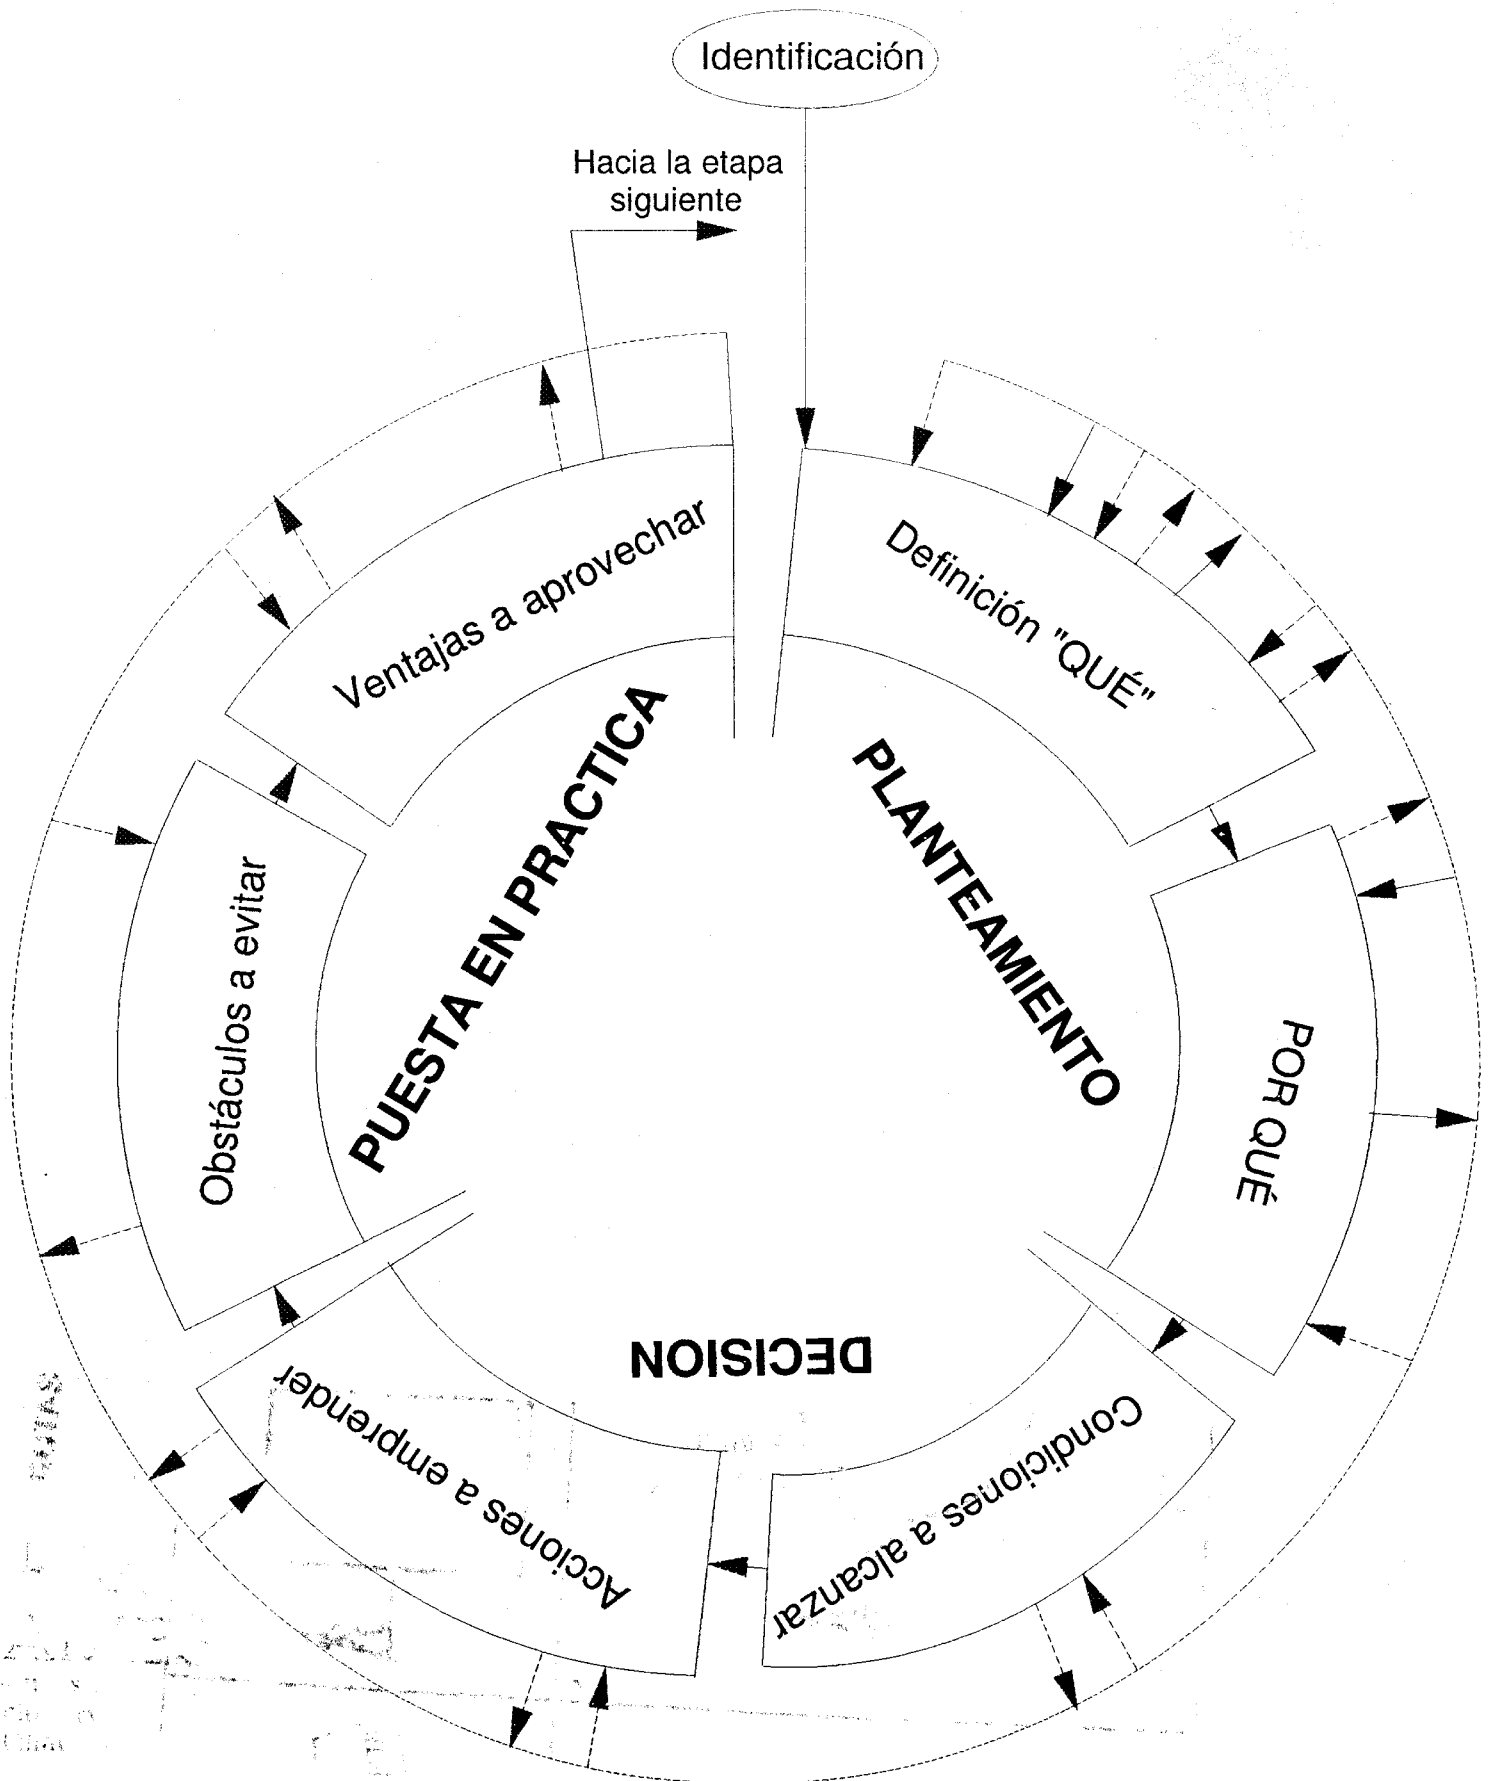 Identificación
Hacia la etapa
siguiente
Definición "QUÉ"
POR QUÉ
Condiciones a alcanzar
Acciones a emprender
Obstáculos a evitar
Ventajas a aprovechar
PLANTEAMIENTO
DECISION
PUESTA EN PRACTICA